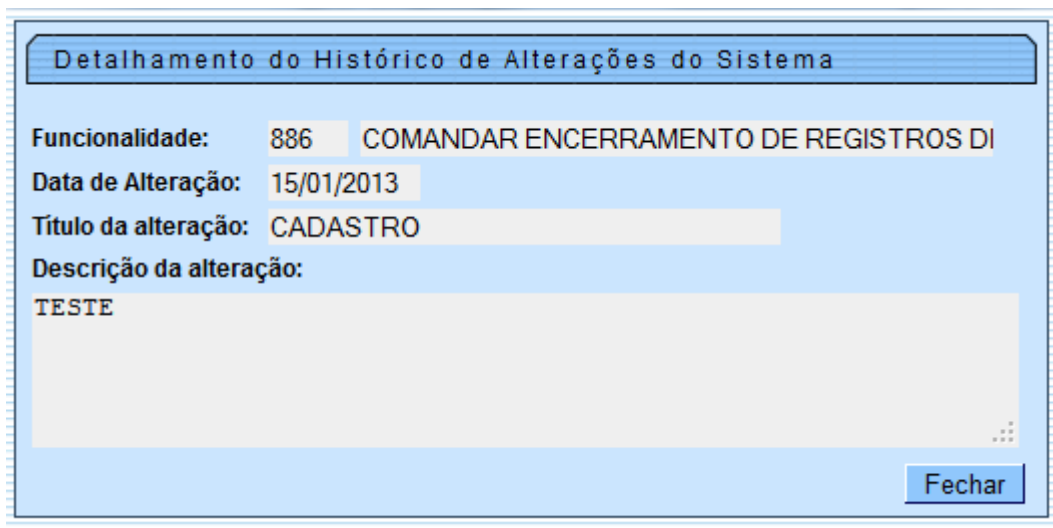 Detalhamento do Histórico de Alterações do Sistema
Funcionalidade: 886 COMANDAR ENCERRAMENTO DE REGISTROS DI
Data de Alteração: 15/01/2013
Título da alteração: CADASTRO
Descrição da alteração:
TESTE
Fechar